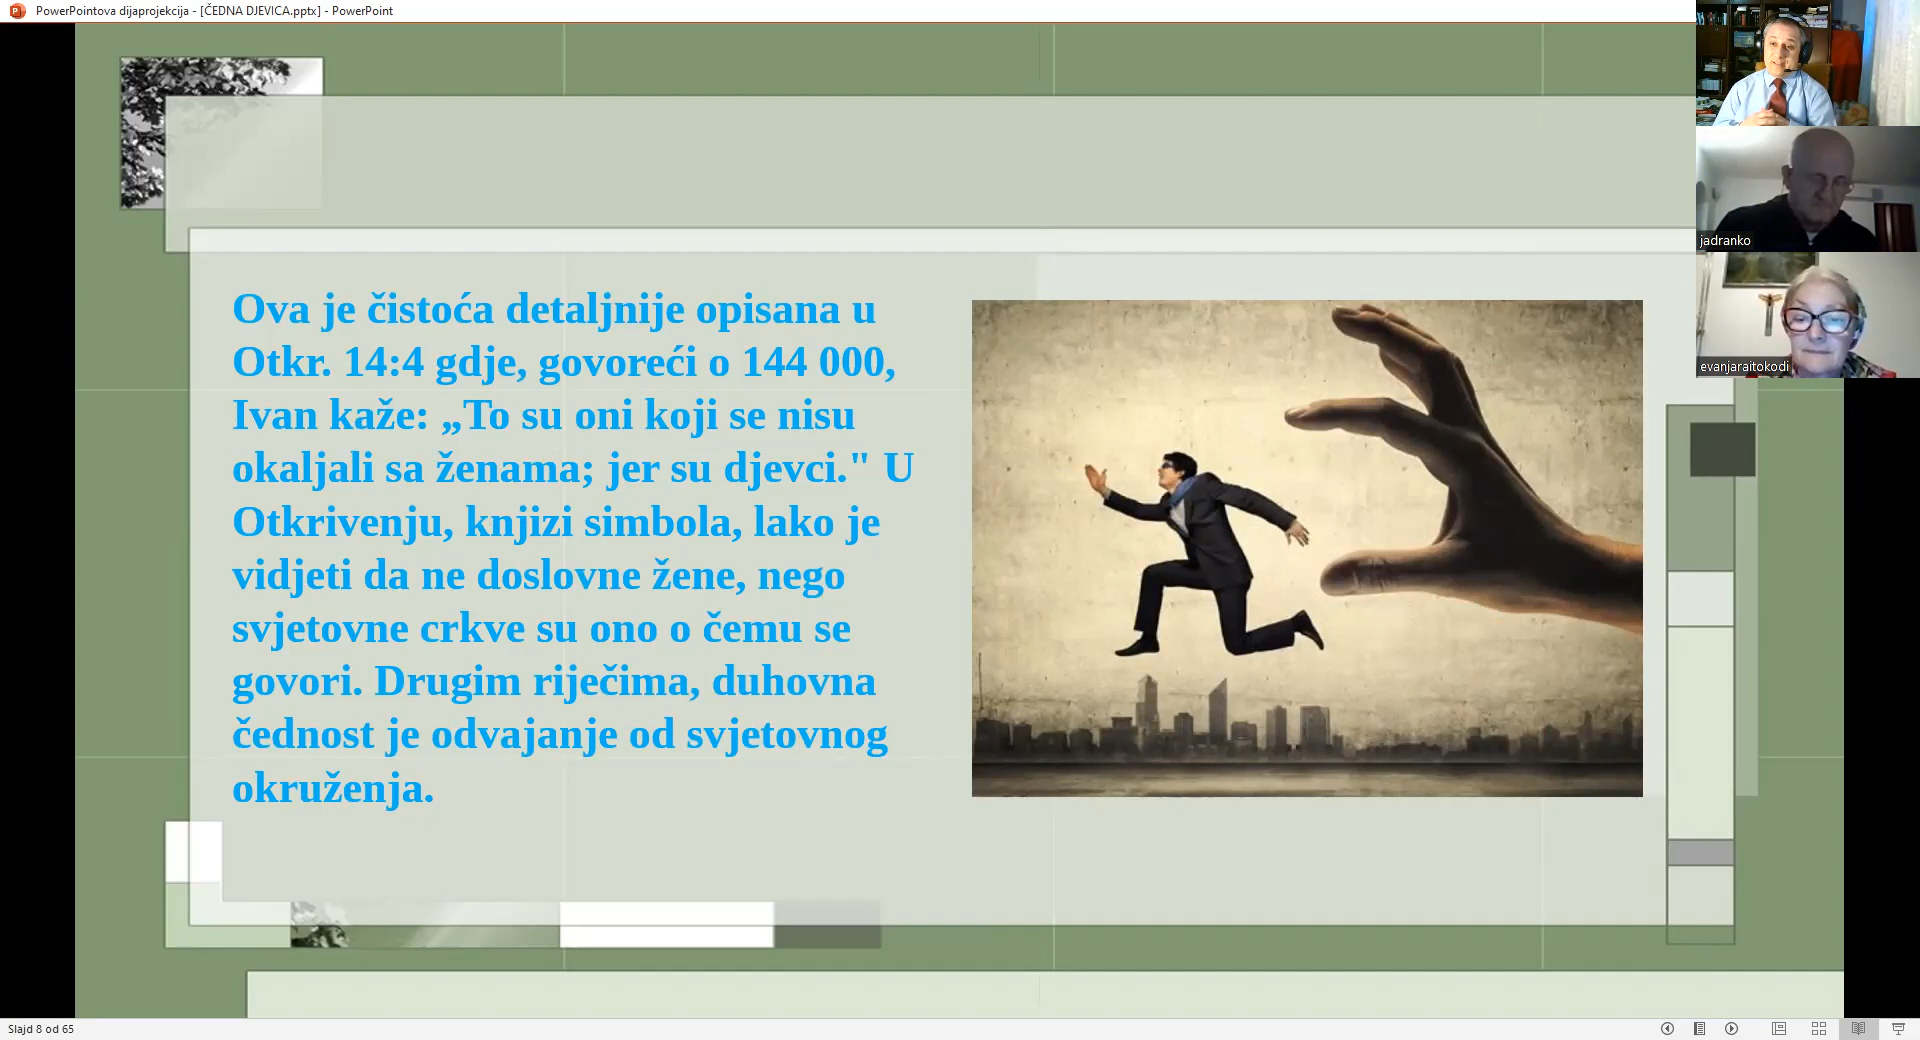 PowerPointova dijaprojekcija - [ČEDNA DJEVICA.pptx] - PowerPoint
Ova je čistoća detaljnije opisana u
Otkr. 14:4 gdje, govoreći o 144 000,
Ivan kaže: „To su oni koji se nisu
okaljali sa ženama; jer su djevci." U
Otkrivenju, knjizi simbola, lako je
vidjeti da ne doslovne žene, nego
svjetovne crkve su ono o čemu se
govori. Drugim riječima, duhovna
čednost je odvajanje od svjetovnog
okruženja.
jadranko
evanjaraitokodi
Slajd 8 od 65